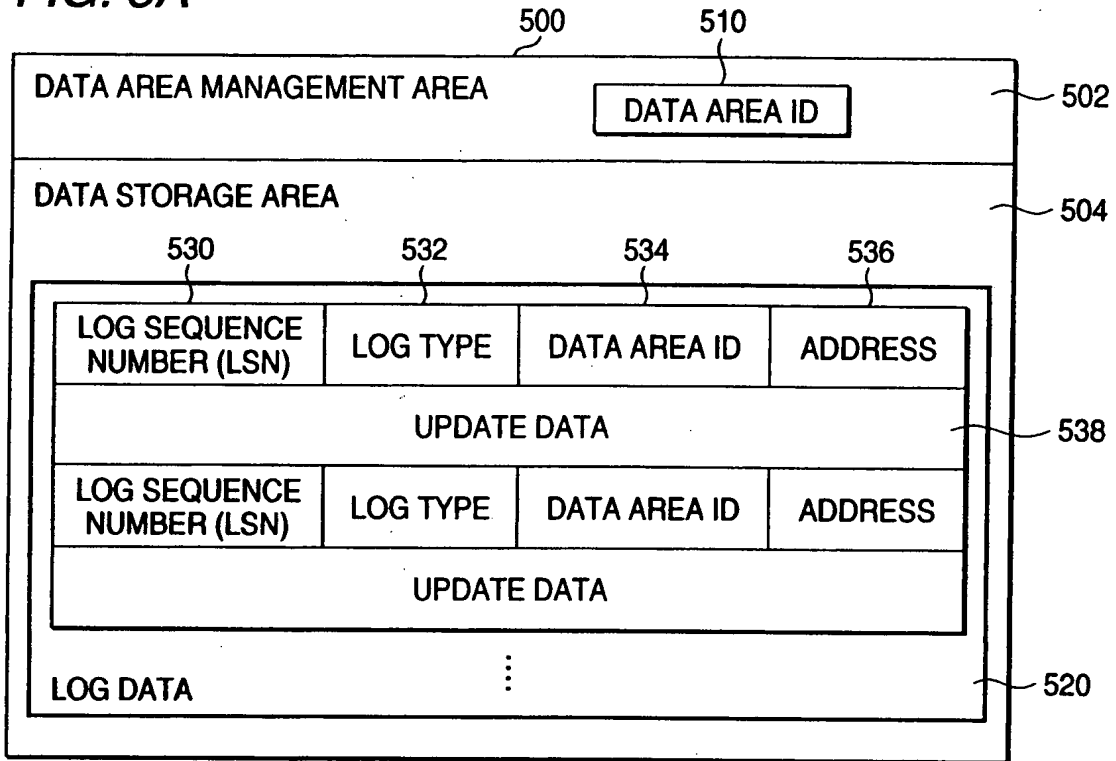 500 510
DATA AREA MANAGEMENT AREA
DATA AREA ID
502
DATA STORAGE AREA
504
530 532 534 536
LOG SEQUENCE NUMBER (LSN) LOG TYPE DATA AREA ID ADDRESS
UPDATE DATA
538
LOG SEQUENCE NUMBER (LSN) LOG TYPE DATA AREA ID ADDRESS
UPDATE DATA
LOG DATA
520